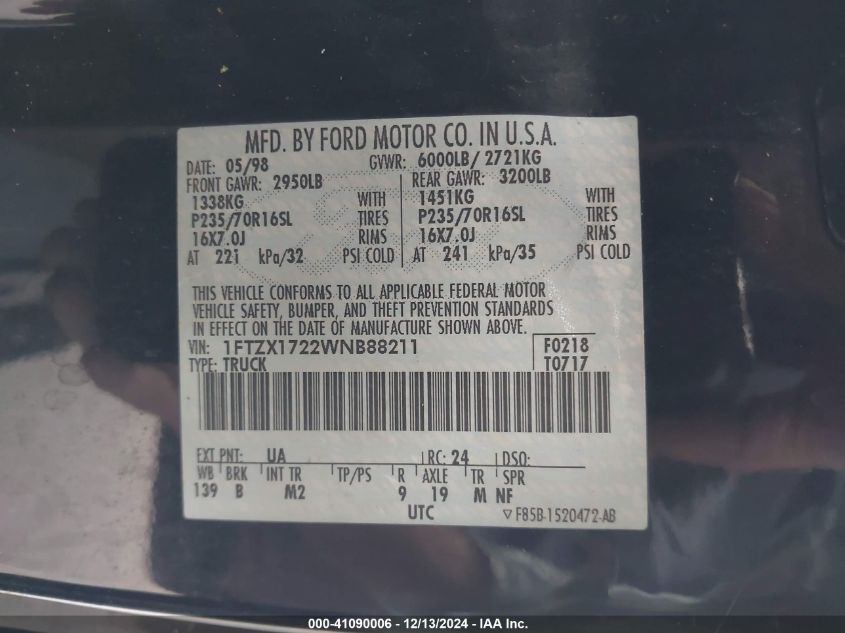 MFD. BY FORD MOTOR CO. IN U.S.A.
DATE: 05/98 GVWR: 6000LB/ 2721KG
FRONT GAWR: 2950LB REAR GAWR: 3200LB
1338KG WITH 1451KG WITH
P235/70R16SL TIRES P235/70R16SL TIRES
16X7.0J RIMS 16X7.0J RIMS
AT 221 kPa/32 PSI COLD AT 241 kPa/35 PSI COLD
THIS VEHICLE CONFORMS TO ALL APPLICABLE FEDERAL MOTOR
VEHICLE SAFETY, BUMPER, AND THEFT PREVENTION STANDARDS
IN EFFECT ON THE DATE OF MANUFACTURE SHOWN ABOVE.
VIN: 1FTZX1722WNB88211 F0218
TYPE: TRUCK T0717
EXT PNT: UA RC: 24 DSO:
WB BRK INT TR TP/PS R AXLE TR SPR
139 B M2 9 19 M NF
UTC ▽ F85B-1520472-AB
000-41090006 - 12/13/2024 - IAA Inc.